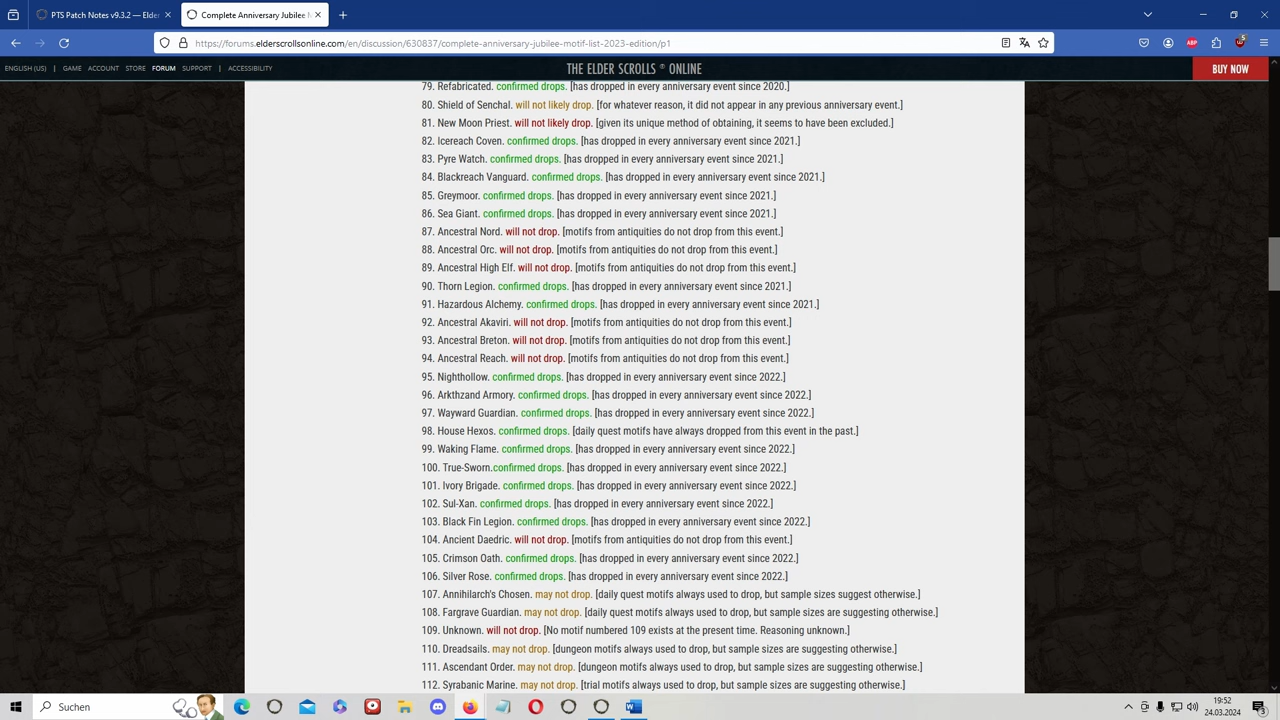 PTS Patch Notes v9.3.2 — Elder
Complete Anniversary Jubilee M
https://forums.elderscrollsonline.com/en/discussion/630837/complete-anniversary-jubilee-motif-list-2023-edition/p1
ENGLISH (US) | GAME ACCOUNT STORE FORUM SUPPORT | ACCESSIBILITY
THE ELDER SCROLLS ® ONLINE
BUY NOW
79. Refabricated. confirmed drops. [has dropped in every anniversary event since 2020.]
80. Shield of Senchal. will not likely drop. [for whatever reason, it did not appear in any previous anniversary event.]
81. New Moon Priest. will not likely drop. [given its unique method of obtaining, it seems to have been excluded.]
82. Icereach Coven. confirmed drops. [has dropped in every anniversary event since 2021.]
83. Pyre Watch. confirmed drops. [has dropped in every anniversary event since 2021.]
84. Blackreach Vanguard. confirmed drops. [has dropped in every anniversary event since 2021.]
85. Greymoor. confirmed drops. [has dropped in every anniversary event since 2021.]
86. Sea Giant. confirmed drops. [has dropped in every anniversary event since 2021.]
87. Ancestral Nord. will not drop. [motifs from antiquities do not drop from this event.]
88. Ancestral Orc. will not drop. [motifs from antiquities do not drop from this event.]
89. Ancestral High Elf. will not drop. [motifs from antiquities do not drop from this event.]
90. Thorn Legion. confirmed drops. [has dropped in every anniversary event since 2021.]
91. Hazardous Alchemy. confirmed drops. [has dropped in every anniversary event since 2021.]
92. Ancestral Akaviri. will not drop. [motifs from antiquities do not drop from this event.]
93. Ancestral Breton. will not drop. [motifs from antiquities do not drop from this event.]
94. Ancestral Reach. will not drop. [motifs from antiquities do not drop from this event.]
95. Nighthollow. confirmed drops. [has dropped in every anniversary event since 2022.]
96. Arkthzand Armory. confirmed drops. [has dropped in every anniversary event since 2022.]
97. Wayward Guardian. confirmed drops. [has dropped in every anniversary event since 2022.]
98. House Hexos. confirmed drops. [daily quest motifs have always dropped from this event in the past.]
99. Waking Flame. confirmed drops. [has dropped in every anniversary event since 2022.]
100. True-Sworn.confirmed drops. [has dropped in every anniversary event since 2022.]
101. Ivory Brigade. confirmed drops. [has dropped in every anniversary event since 2022.]
102. Sul-Xan. confirmed drops. [has dropped in every anniversary event since 2022.]
103. Black Fin Legion. confirmed drops. [has dropped in every anniversary event since 2022.]
104. Ancient Daedric. will not drop. [motifs from antiquities do not drop from this event.]
105. Crimson Oath. confirmed drops. [has dropped in every anniversary event since 2022.]
106. Silver Rose. confirmed drops. [has dropped in every anniversary event since 2022.]
107. Annihilarch's Chosen. may not drop. [daily quest motifs always used to drop, but sample sizes suggest otherwise.]
108. Fargrave Guardian. may not drop. [daily quest motifs always used to drop, but sample sizes are suggesting otherwise.]
109. Unknown. will not drop. [No motif numbered 109 exists at the present time. Reasoning unknown.]
110. Dreadsails. may not drop. [dungeon motifs always used to drop, but sample sizes are suggesting otherwise.]
111. Ascendant Order. may not drop. [dungeon motifs always used to drop, but sample sizes are suggesting otherwise.]
112. Syrabanic Marine. may not drop. [trial motifs always used to drop, but sample sizes are suggesting otherwise.]
Suchen
19:52
24.03.2024